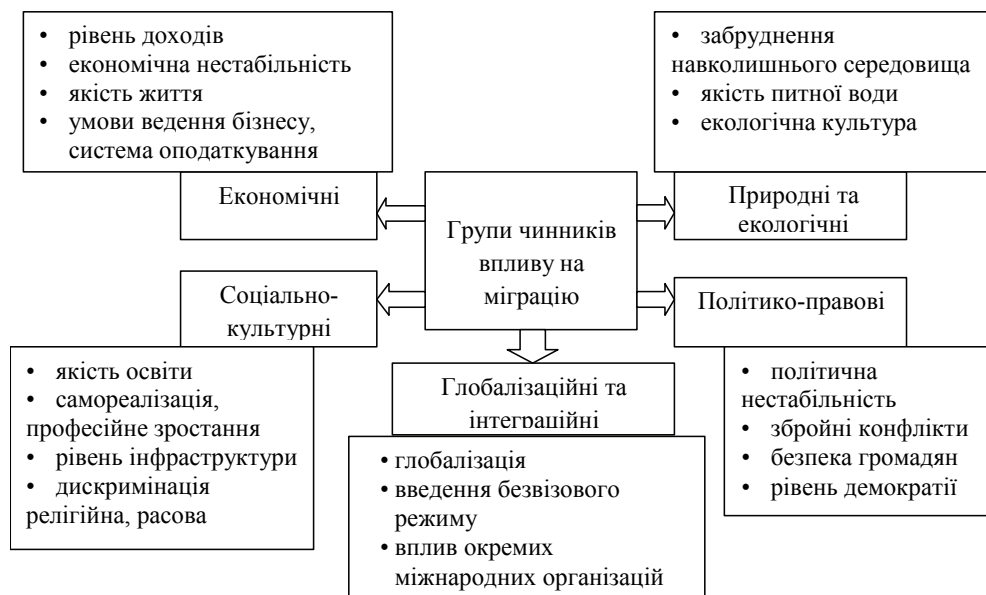 • рівень доходів
• економічна нестабільність
• якість життя
• умови ведення бізнесу,
система оподаткування
Економічні
• забруднення
навколишнього середовища
• якість питної води
• екологічна культура
Природні та
екологічні
Групи чинників
впливу на
міграцію
Соціально-
культурні
• якість освіти
• самореалізація,
професійне зростання
• рівень інфраструктури
• дискримінація
релігійна, расова
Глобалізаційні та
інтеграційні
• глобалізація
• введення безвізового
режиму
• вплив окремих
міжнародних організацій
Політико-правові
• політична
нестабільність
• збройні конфлікти
• безпека громадян
• рівень демократії